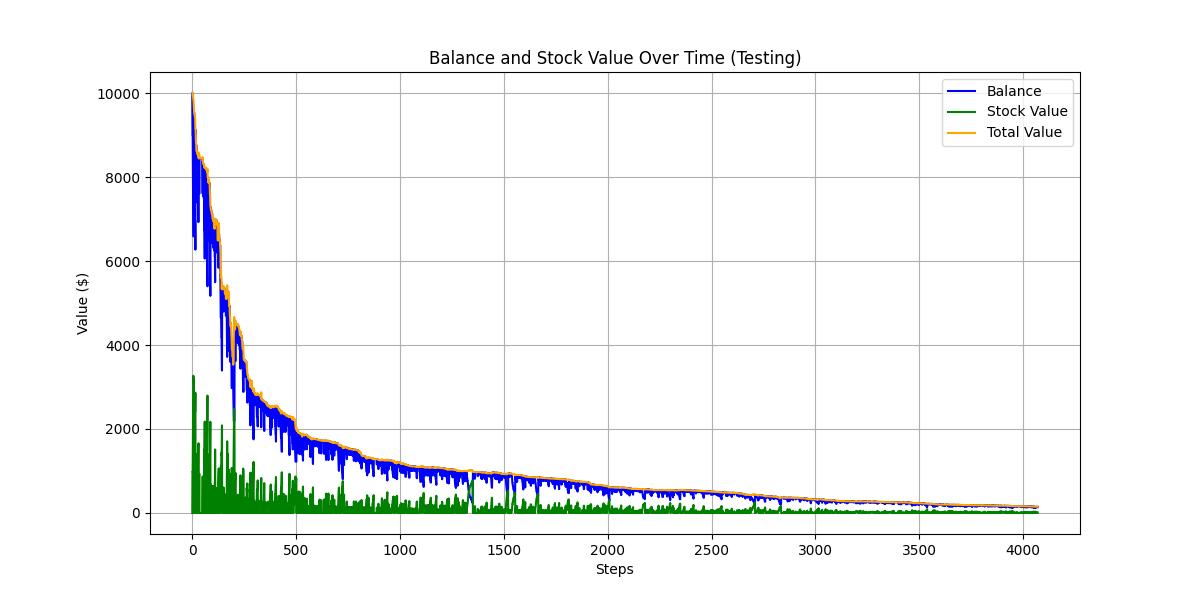 Balance and Stock Value Over Time (Testing)
Balance
Stock Value
Total Value
Value ($)
10000
8000
6000
4000
2000
0
0 500 1000 1500 2000 2500 3000 3500 4000
Steps